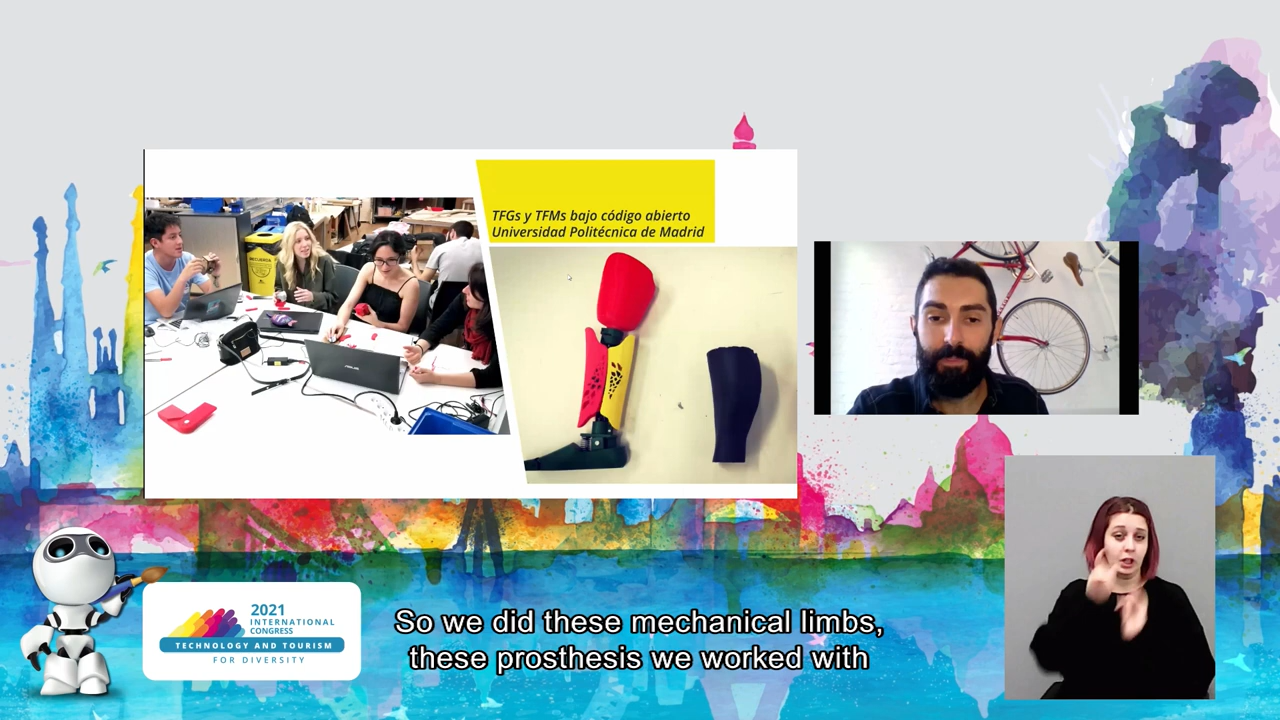 TFGs y TFMs bajo código abierto
Universidad Politécnica de Madrid
2021
INTERNATIONAL
CONGRESS
TECHNOLOGY AND TOURISM
FOR DIVERSITY
So we did these mechanical limbs,
these prosthesis we worked with